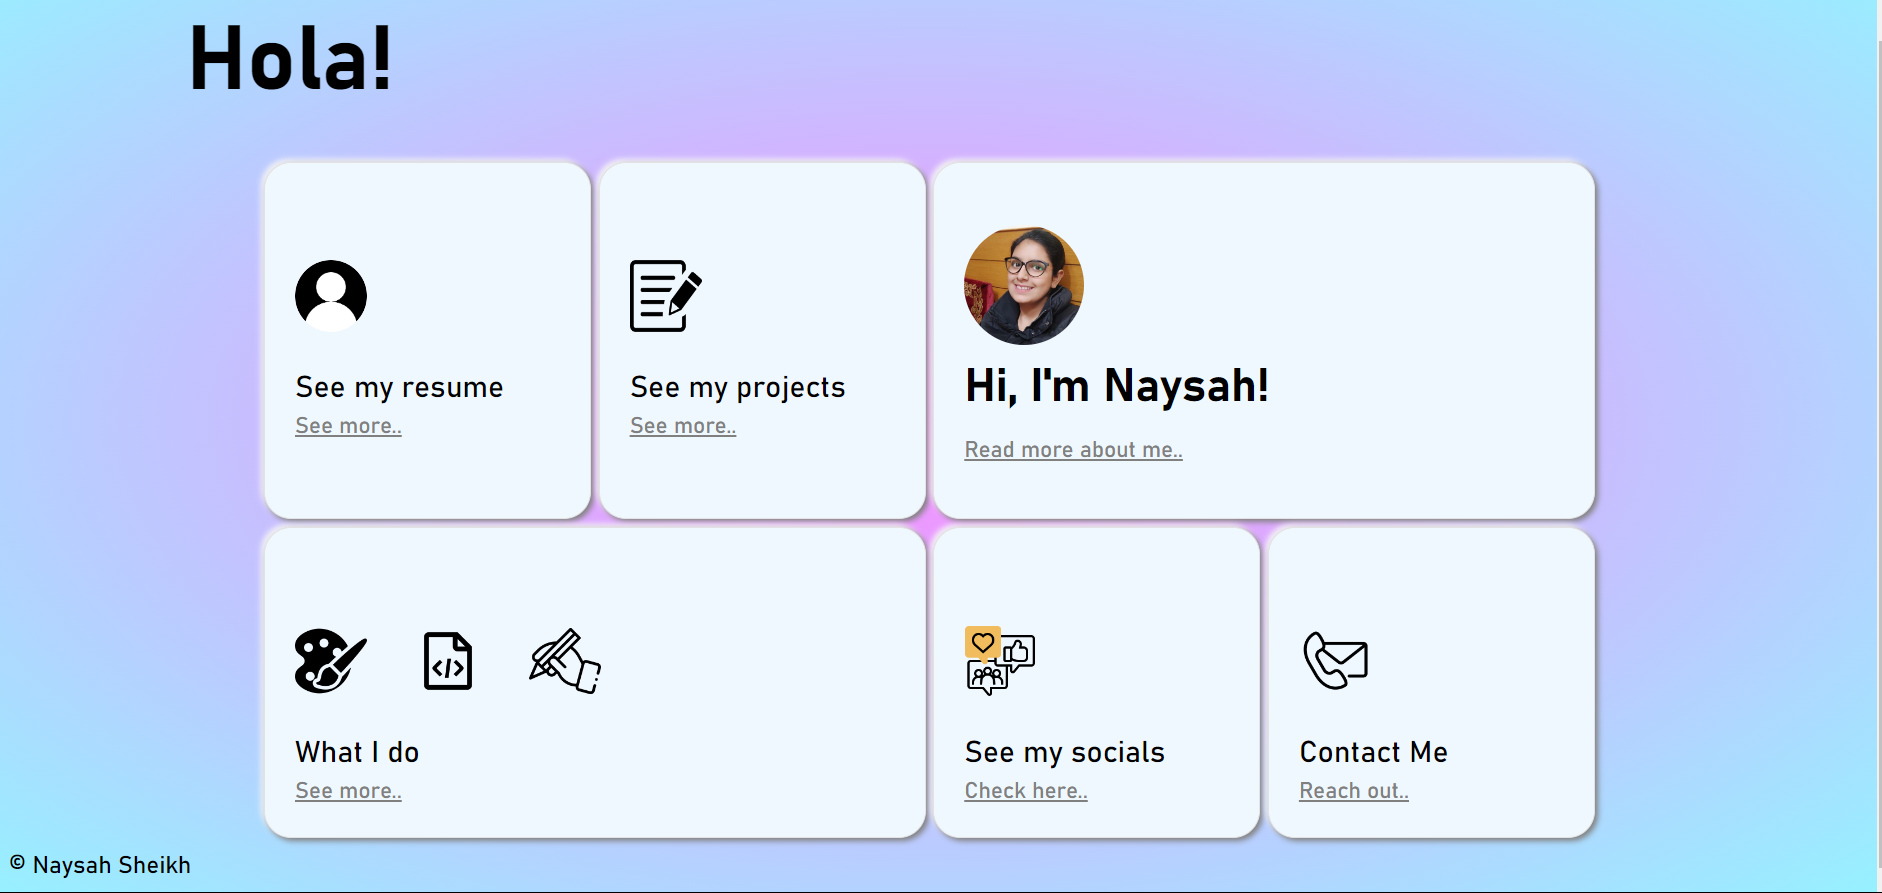 Hola!
See my resume
See more..
See my projects
See more..
Hi, I'm Naysah!
Read more about me..
</>
What I do
See more..
See my socials
Check here..
Contact Me
Reach out..
© Naysah Sheikh